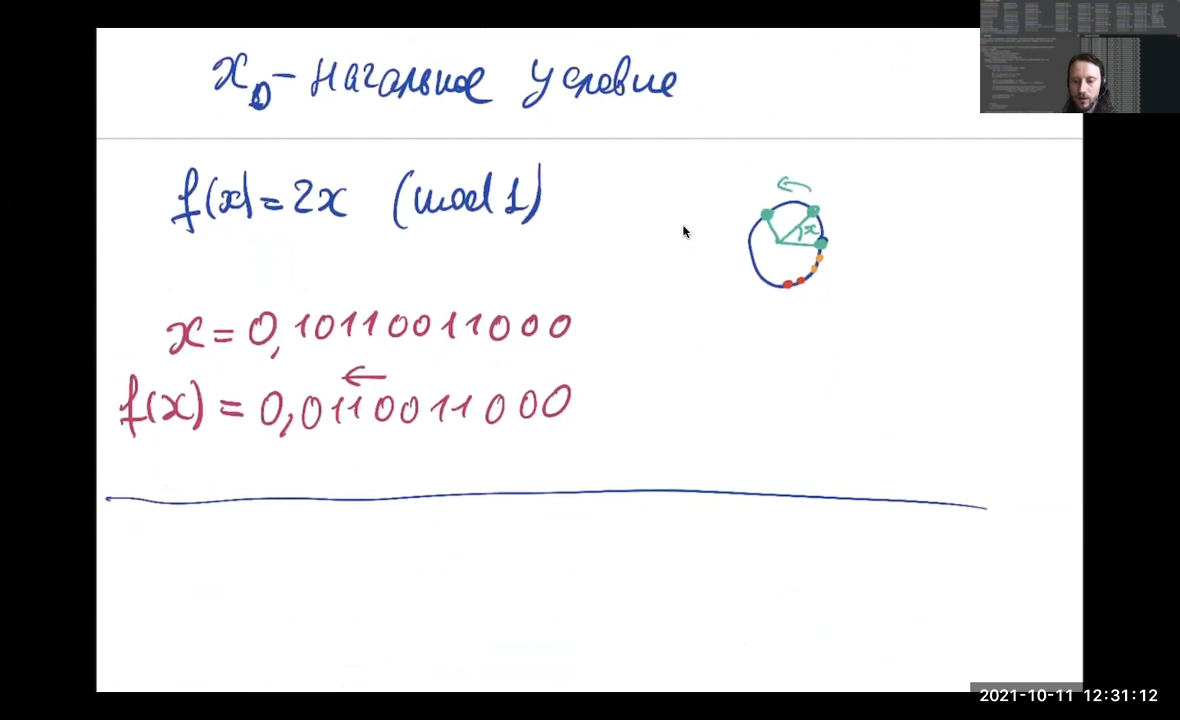 x₀ – начальное условие
f(x) = 2x (mod 1)
x
x = 0,10110011000
f(x) = 0,0110011000
2021-10-11 12:31:12